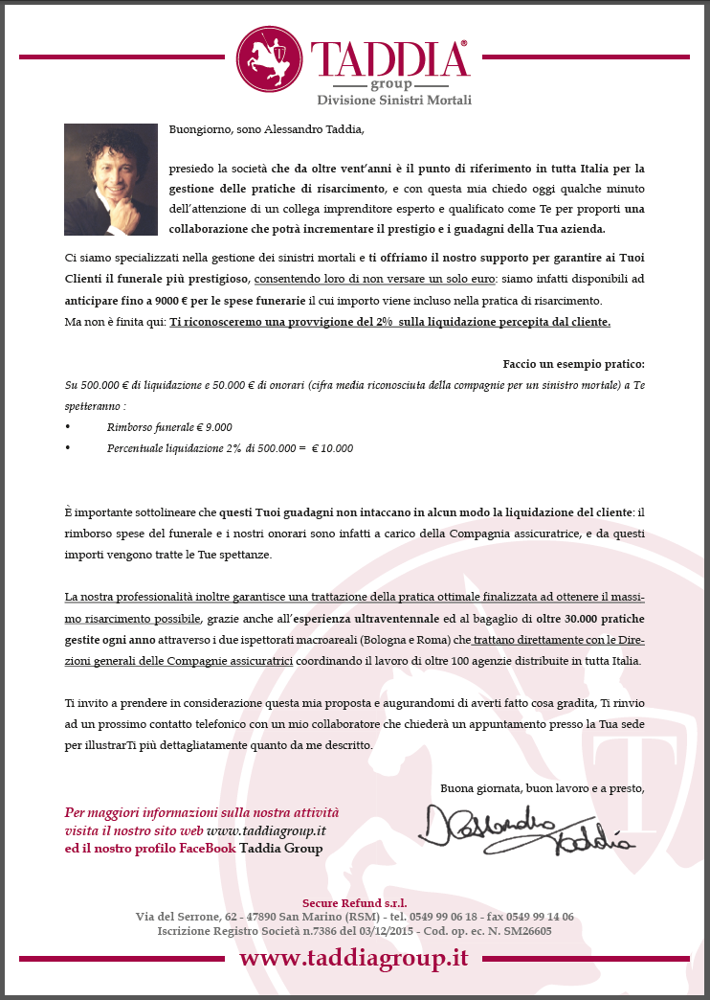 TADDIA®
group
Divisione Sinistri Mortali
Buongiorno, sono Alessandro Taddia,
presiedo la società che da oltre vent'anni è il punto di riferimento in tutta Italia per la
gestione delle pratiche di risarcimento, e con questa mia chiedo oggi qualche minuto
dell'attenzione di un collega imprenditore esperto e qualificato come Te per proporti una
collaborazione che potrà incrementare il prestigio e i guadagni della Tua azienda.
Ci siamo specializzati nella gestione dei sinistri mortali e ti offriamo il nostro supporto per garantire ai Tuoi
Clienti il funerale più prestigioso, consentendo loro di non versare un solo euro: siamo infatti disponibili ad
anticipare fino a 9000 € per le spese funerarie il cui importo viene incluso nella pratica di risarcimento.
Ma non è finita qui: Ti riconosceremo una provvigione del 2% sulla liquidazione percepita dal cliente.
Faccio un esempio pratico:
Su 500.000 € di liquidazione e 50.000 € di onorari (cifra media riconosciuta della compagnie per un sinistro mortale) a Te
spetteranno :
• Rimborso funerale € 9.000
• Percentuale liquidazione 2% di 500.000 = € 10.000
È importante sottolineare che questi Tuoi guadagni non intaccano in alcun modo la liquidazione del cliente: il
rimborso spese del funerale e i nostri onorari sono infatti a carico della Compagnia assicuratrice, e da questi
importi vengono tratte le Tue spettanze.
La nostra professionalità inoltre garantisce una trattazione della pratica ottimale finalizzata ad ottenere il massi-
mo risarcimento possibile, grazie anche all'esperienza ultraventennale ed al bagaglio di oltre 30.000 pratiche
gestite ogni anno attraverso i due ispettorati macroareali (Bologna e Roma) che trattano direttamente con le Dire-
zioni generali delle Compagnie assicuratrici coordinando il lavoro di oltre 100 agenzie distribuite in tutta Italia.
Ti invito a prendere in considerazione questa mia proposta e augurandomi di averti fatto cosa gradita, Ti rinvio
ad un prossimo contatto telefonico con un mio collaboratore che chiederà un appuntamento presso la Tua sede
per illustrarTi più dettagliatamente quanto da me descritto.
Buona giornata, buon lavoro e a presto,
Alessandro Taddia
Per maggiori informazioni sulla nostra attività
visita il nostro sito web www.taddiagroup.it
ed il nostro profilo FaceBook Taddia Group
Secure Refund s.r.l.
Via del Serrone, 62 - 47890 San Marino (RSM) - tel. 0549 99 06 18 - fax 0549 99 14 06
Iscrizione Registro Società n.7386 del 03/12/2015 - Cod. op. ec. N. SM26605
www.taddiagroup.it